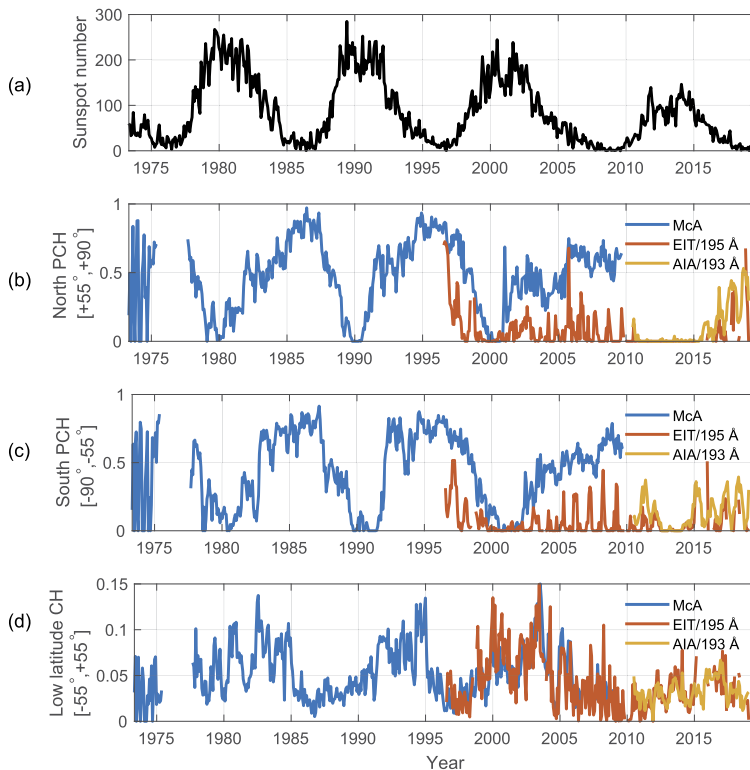 (a)
Sunspot number
300
200
100
0
1975 1980 1985 1990 1995 2000 2005 2010 2015
(b)
North PCH
[+55°,+90°]
1
0.5
0
McA
EIT/195 Å
AIA/193 Å
1975 1980 1985 1990 1995 2000 2005 2010 2015
(c)
South PCH
[-90°,-55°]
1
0.5
0
McA
EIT/195 Å
AIA/193 Å
1975 1980 1985 1990 1995 2000 2005 2010 2015
(d)
Low latitude CH
[-55°,+55°]
0.15
0.1
0.05
0
McA
EIT/195 Å
AIA/193 Å
1975 1980 1985 1990 1995 2000 2005 2010 2015
Year